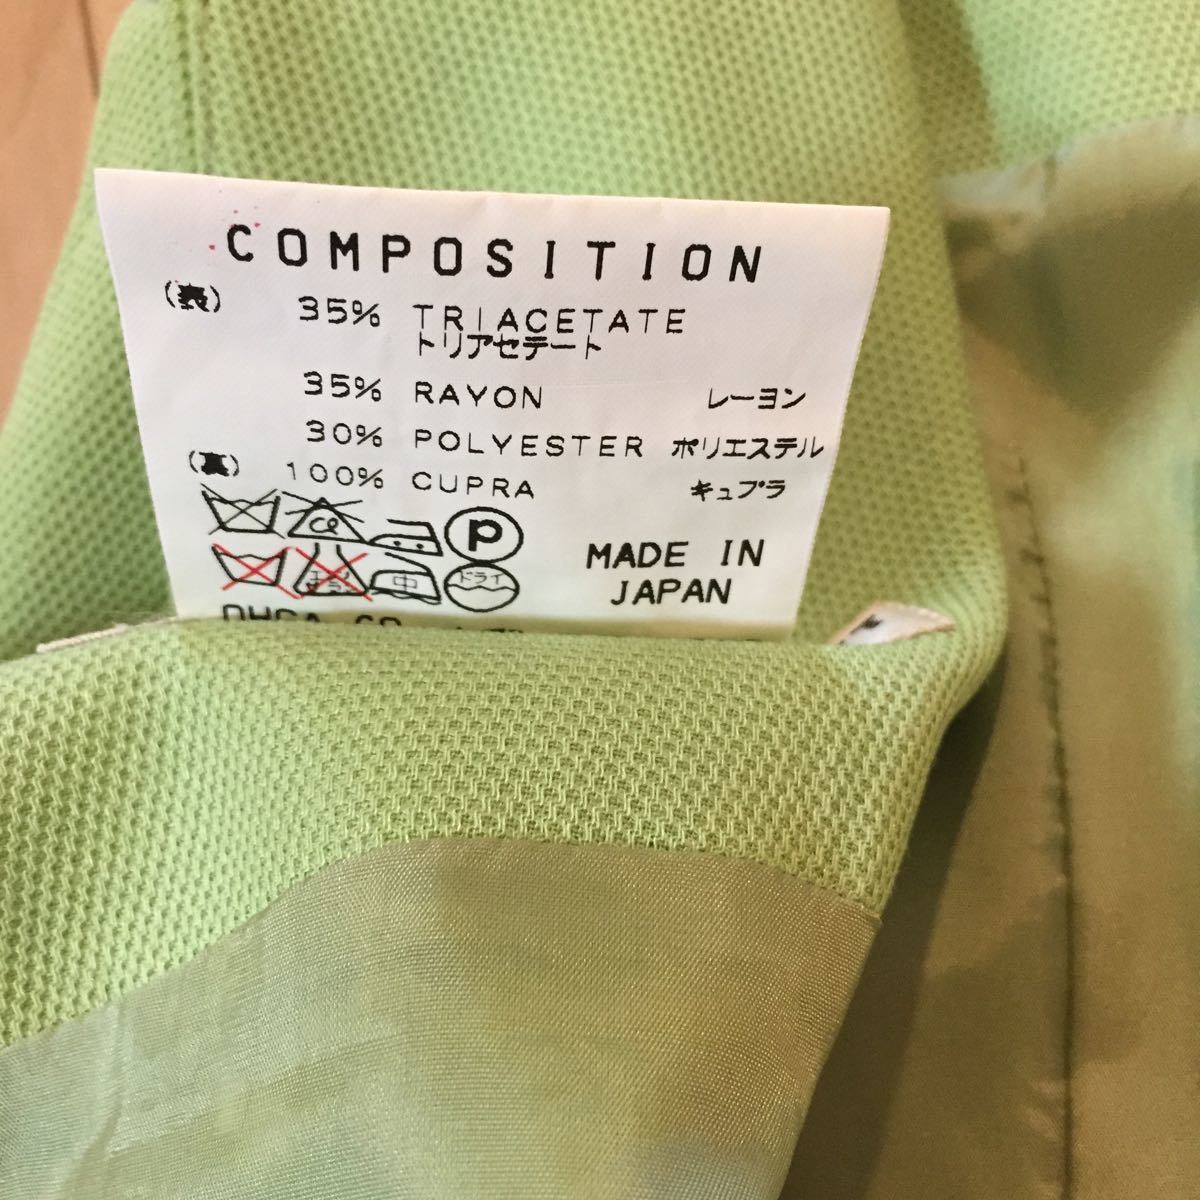 COMPOSITION
(表) 35% TRIACETATE
トリアセテート
35% RAYON レーヨン
30% POLYESTER ポリエステル
(裏) 100% CUPRA キュプラ
Cl P
中 ドライ
MADE IN
JAPAN